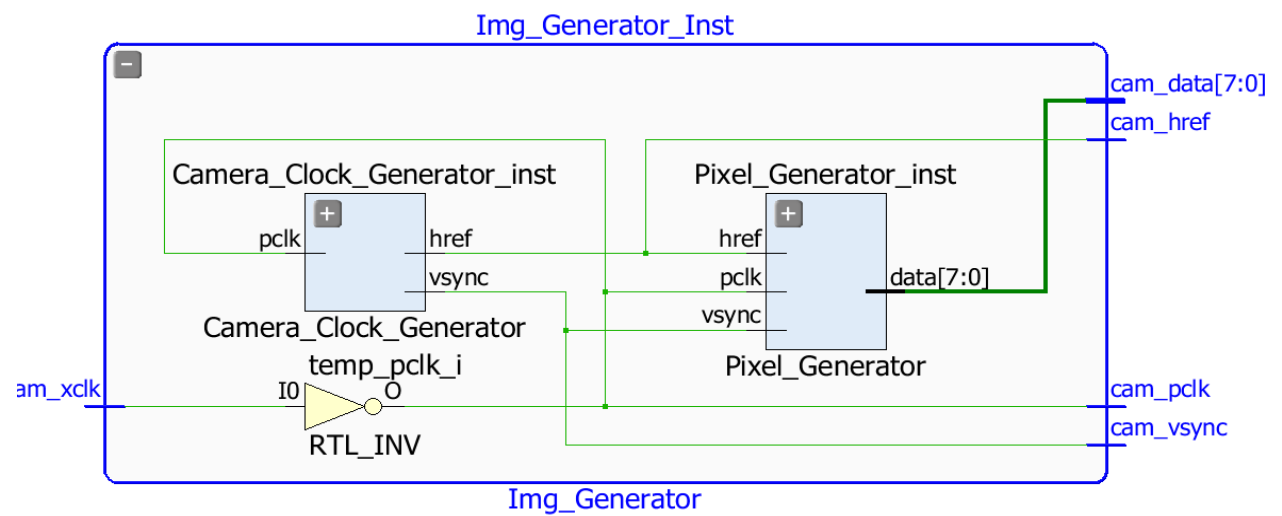 Img_Generator_Inst
cam_data[7:0]
cam_href
Camera_Clock_Generator_inst
Pixel_Generator_inst
pclk
href
vsync
href
pclk
vsync
data[7:0]
Camera_Clock_Generator
Pixel_Generator
temp_pclk_i
am_xclk
I0
O
RTL_INV
cam_pclk
cam_vsync
Img_Generator